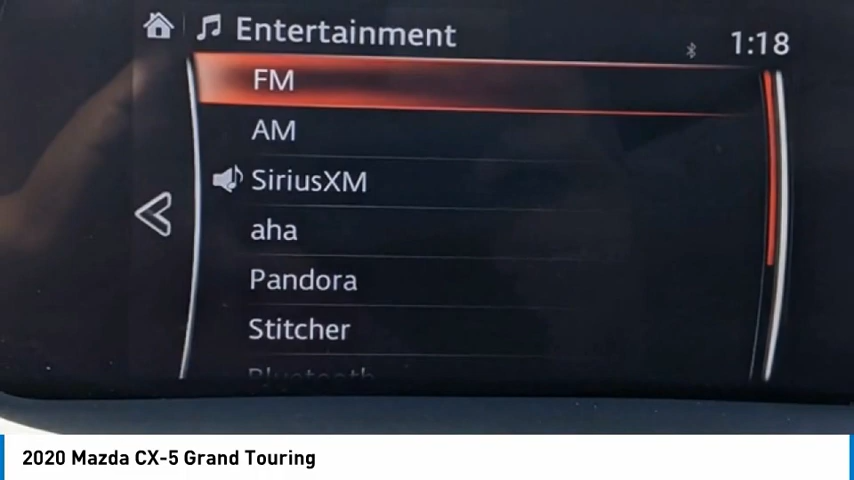 Entertainment
1:18
FM
AM
SiriusXM
aha
Pandora
Stitcher
Bluetooth
2020 Mazda CX-5 Grand Touring